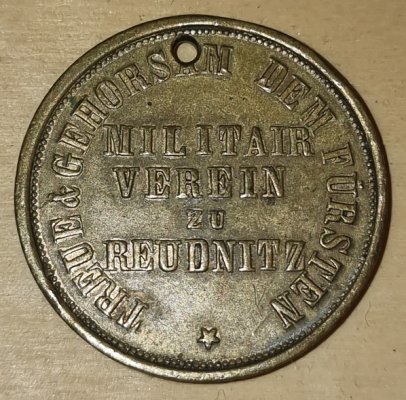 TREUE & GEHORSAM DEM FÜRSTEN
MILITAIR
VEREIN
ZU
REUDNITZ